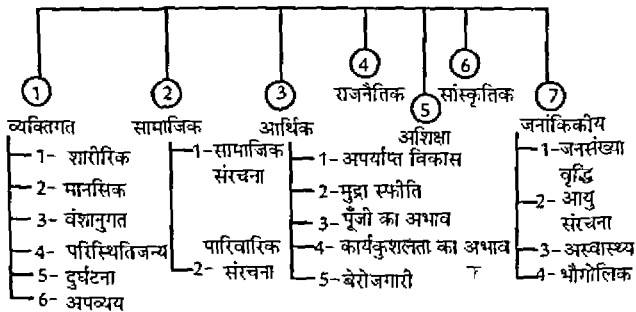 1
व्यक्तिगत
1- शारीरिक
2- मानसिक
3- वंशानुगत
4- परिस्थितिजन्य
5- दुर्घटना
6- अपव्यय
2
सामाजिक
1-सामाजिक
संरचना
पारिवारिक
2- संरचना
3
आर्थिक
1-अपर्याप्त विकास
2-मुद्रा स्फीति
3- पूँजी का अभाव
4-कार्यकुशलता का अभाव
5-बेरोजगारी
4
राजनैतिक
5
अशिक्षा
6
सांस्कृतिक
7
जनांकिकीय
1-जनसंख्या
वृद्धि
2- आयु
संरचना
3-अस्वास्थ्य
4-भौगोलिक